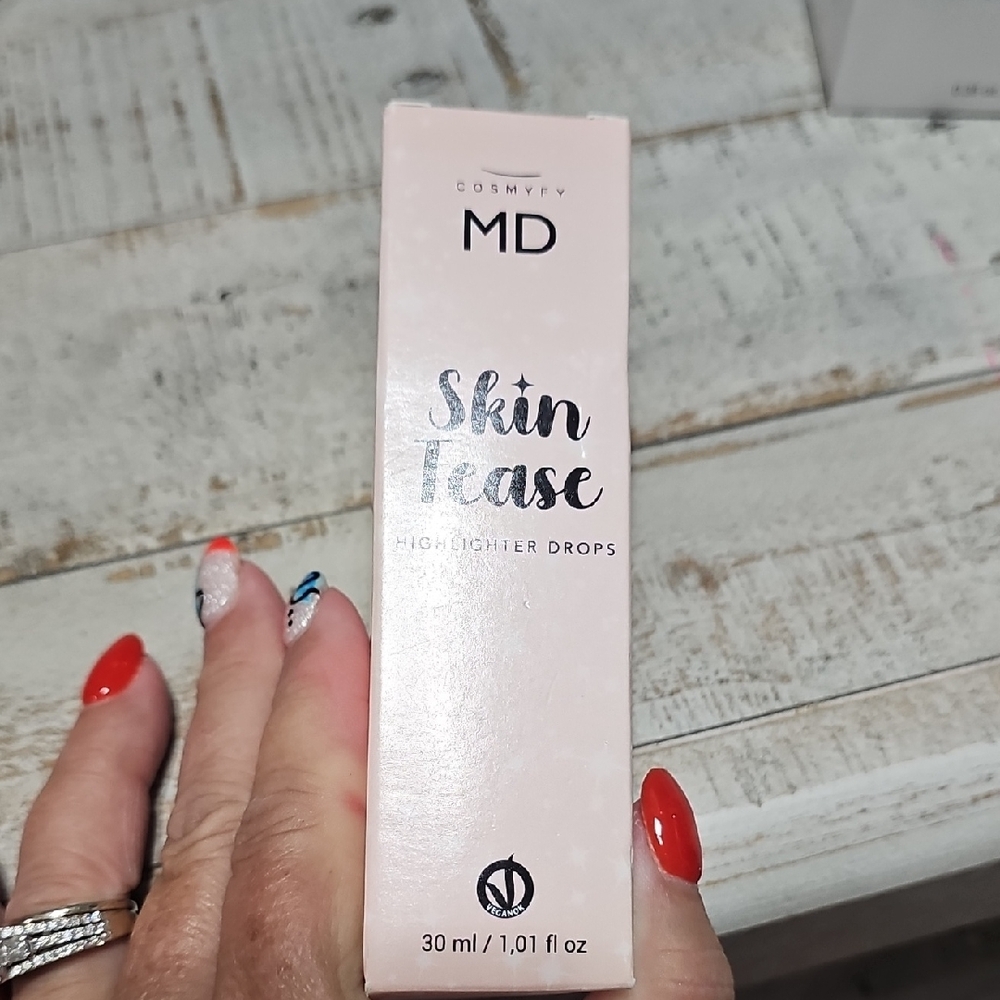 COSMYFY
MD
Skin
Tease
HIGHLIGHTER DROPS
VEGANOK
30 ml / 1,01 fl oz